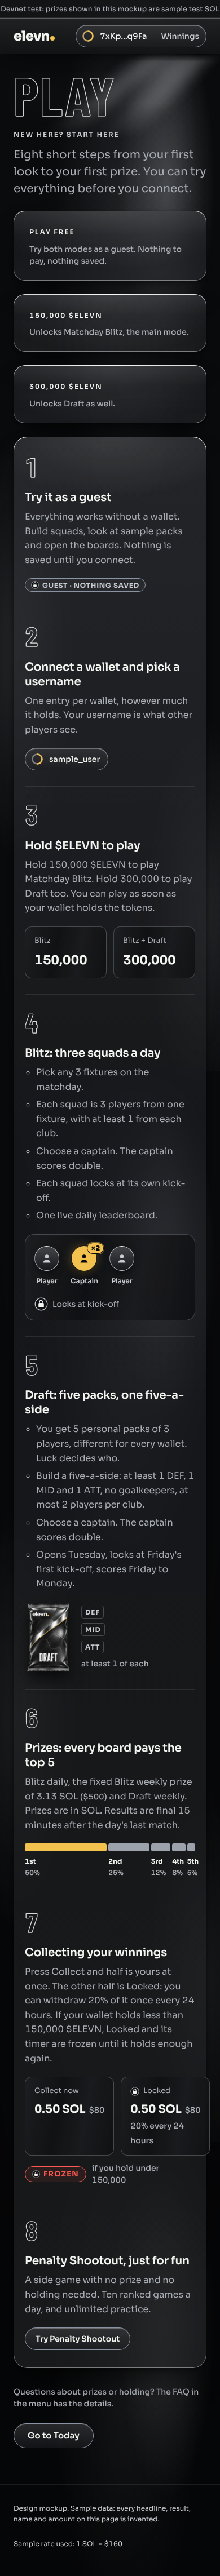 Devnet test: prizes shown in this mockup are sample test SOL
elevn.
7xKp...q9Fa
Winnings
PLAY
NEW HERE? START HERE
Eight short steps from your first
look to your first prize. You can try
everything before you connect.
PLAY FREE
Try both modes as a guest. Nothing to
pay, nothing saved.
150,000 $ELEVN
Unlocks Matchday Blitz, the main mode.
300,000 $ELEVN
Unlocks Draft as well.
1
Try it as a guest
Everything works without a wallet.
Build squads, look at sample packs
and open the boards. Nothing is
saved until you connect.
GUEST · NOTHING SAVED
2
Connect a wallet and pick a
username
One entry per wallet, however much
it holds. Your username is what other
players see.
sample_user
3
Hold $ELEVN to play
Hold 150,000 $ELEVN to play
Matchday Blitz. Hold 300,000 to play
Draft too. You can play as soon as
your wallet holds the tokens.
Blitz
150,000
Blitz + Draft
300,000
4
Blitz: three squads a day
Pick any 3 fixtures on the
matchday.
Each squad is 3 players from one
fixture, with at least 1 from each
club.
Choose a captain. The captain
scores double.
Each squad locks at its own kick-
off.
One live daily leaderboard.
×2
Player
Captain
Player
Locks at kick-off
5
Draft: five packs, one five-a-
side
You get 5 personal packs of 3
players, different for every wallet.
Luck decides who.
Build a five-a-side: at least 1 DEF, 1
MID and 1 ATT, no goalkeepers, at
most 2 players per club.
Choose a captain. The captain
scores double.
Opens Tuesday, locks at Friday's
first kick-off, scores Friday to
Monday.
elevn.
DRAFT
DEF
MID
ATT
at least 1 of each
6
Prizes: every board pays the
top 5
Blitz daily, the fixed Blitz weekly prize
of 3.13 SOL ($500) and Draft weekly.
Prizes are in SOL. Results are final 15
minutes after the day's last match.
1st
50%
2nd
25%
3rd
12%
4th
8%
5th
5%
7
Collecting your winnings
Press Collect and half is yours at
once. The other half is Locked: you
can withdraw 20% of it once every 24
hours. If your wallet holds less than
150,000 $ELEVN, Locked and its
timer are frozen until it holds enough
again.
Collect now
0.50 SOL $80
Locked
0.50 SOL $80
20% every 24
hours
FROZEN
if you hold under
150,000
8
Penalty Shootout, just for fun
A side game with no prize and no
holding needed. Ten ranked games a
day, and unlimited practice.
Try Penalty Shootout
Questions about prizes or holding? The FAQ in
the menu has the details.
Go to Today
Design mockup. Sample data: every headline, result,
name and amount on this page is invented.
Sample rate used: 1 SOL = $160